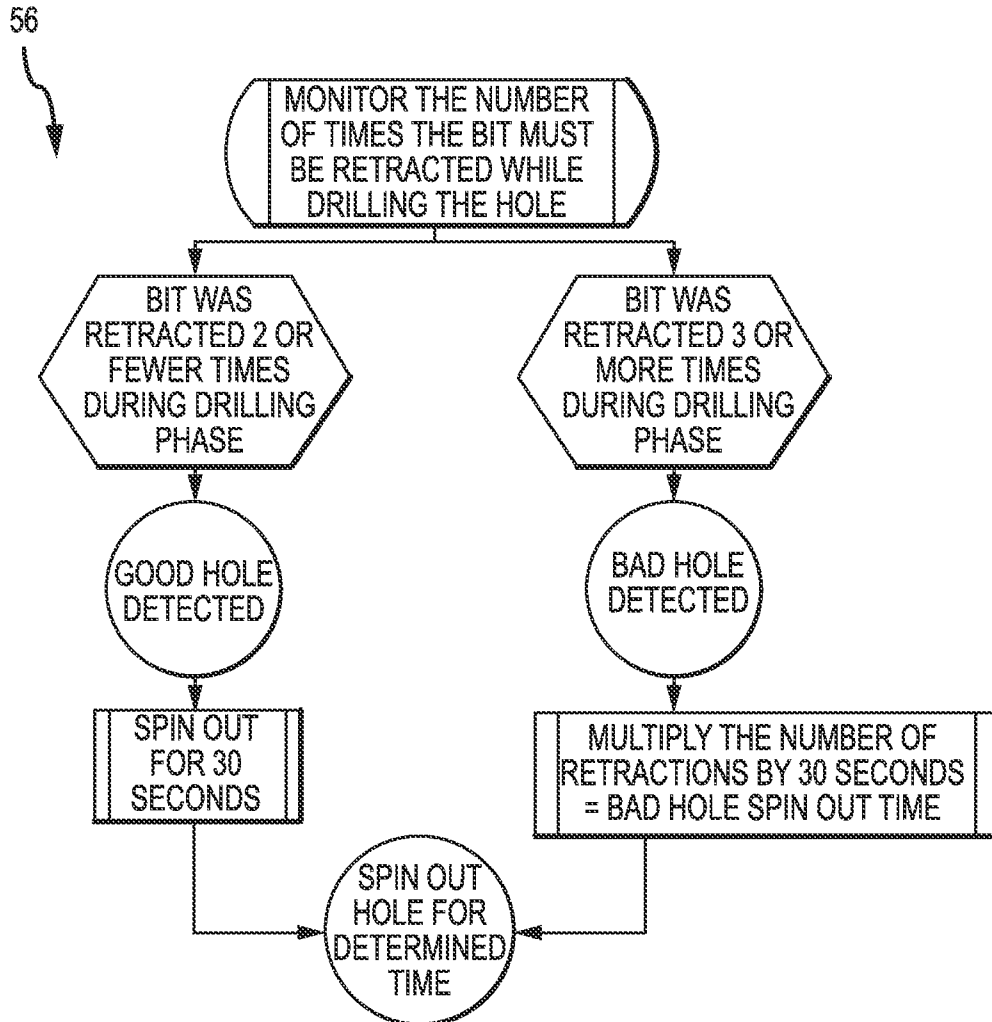 56
MONITOR THE NUMBER
OF TIMES THE BIT MUST
BE RETRACTED WHILE
DRILLING THE HOLE
BIT WAS
RETRACTED 2 OR
FEWER TIMES
DURING DRILLING
PHASE
BIT WAS
RETRACTED 3 OR
MORE TIMES
DURING DRILLING
PHASE
GOOD HOLE
DETECTED
BAD HOLE
DETECTED
SPIN OUT
FOR 30
SECONDS
MULTIPLY THE NUMBER OF
RETRACTIONS BY 30 SECONDS
= BAD HOLE SPIN OUT TIME
SPIN OUT
HOLE FOR
DETERMINED
TIME